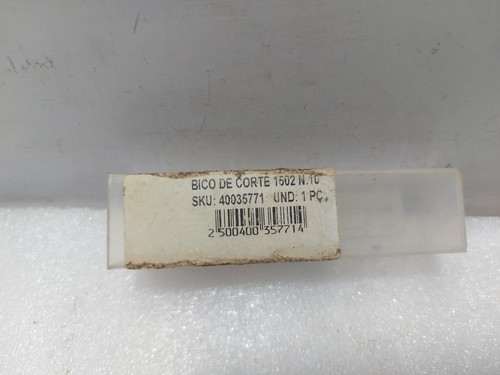 BICO DE CORTE 1502 N.10
SKU: 40035771 UND: 1 PC
2 500400 357714